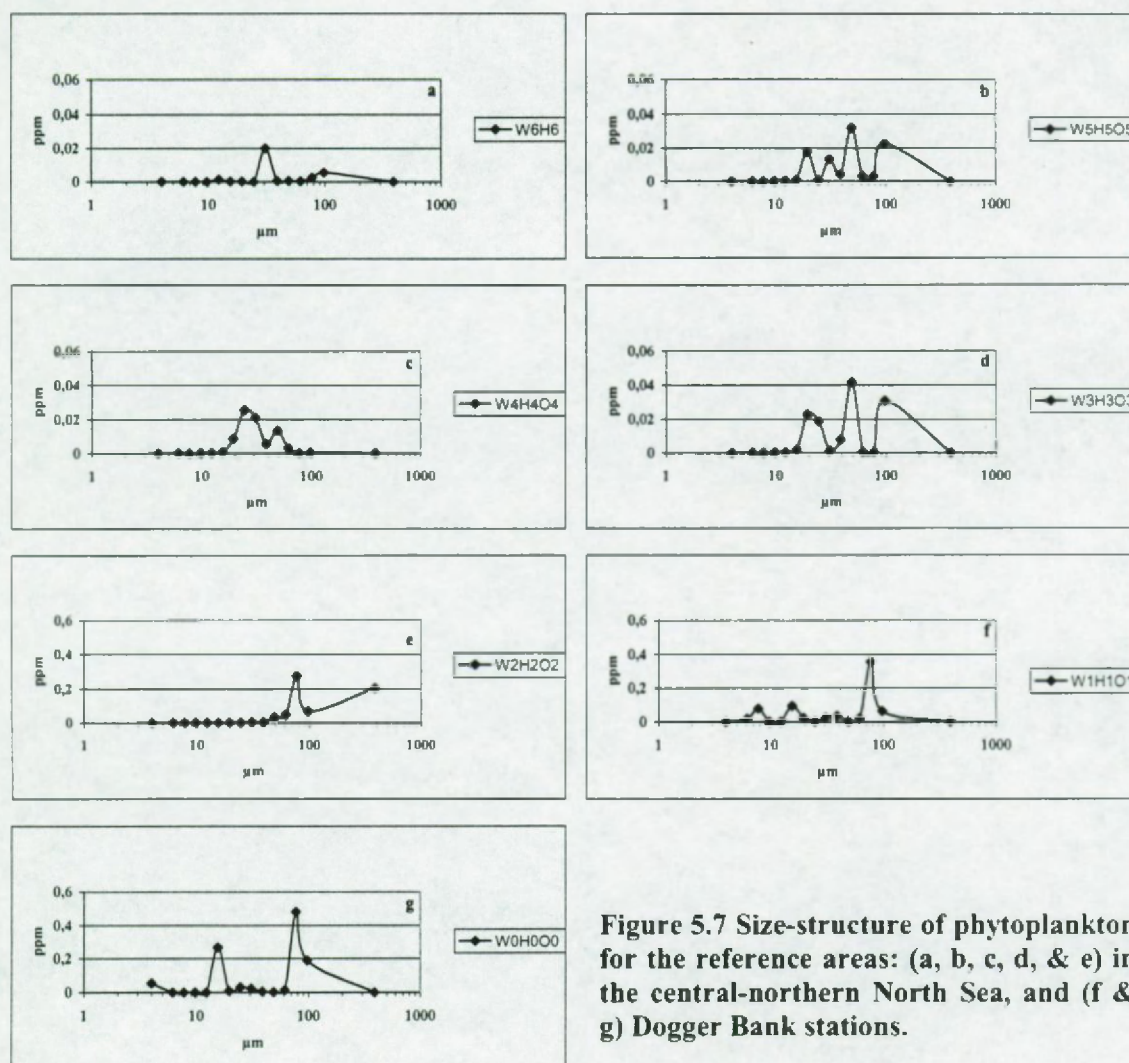 0,06 a
0,04
0,02
0
ppm
W6H6
1 10 100 1000
µm
0,06 b
0,04
0,02
0
ppm
W5H5O5
1 10 100 1000
µm
0,06 c
0,04
0,02
0
ppm
W4H4O4
1 10 100 1000
µm
0,06 d
0,04
0,02
0
ppm
W3H3O3
1 10 100 1000
µm
0,6 e
0,4
0,2
0
ppm
W2H2O2
1 10 100 1000
µm
0,6 f
0,4
0,2
0
ppm
W1H1O1
1 10 100 1000
µm
0,6 g
0,4
0,2
0
ppm
W0H0O0
1 10 100 1000
µm
Figure 5.7 Size-structure of phytoplankton
for the reference areas: (a, b, c, d, & e) in
the central-northern North Sea, and (f &
g) Dogger Bank stations.